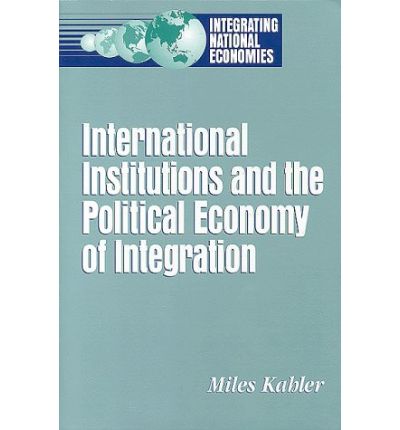 INTEGRATING
NATIONAL
ECONOMIES
International
Institutions and the
Political Economy
of Integration
Miles Kahler